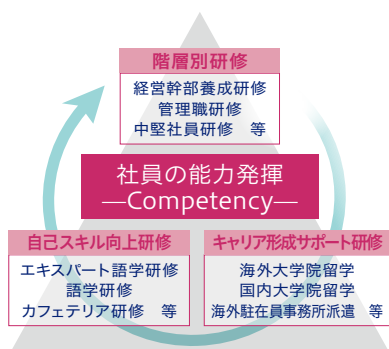 階層別研修
経営幹部養成研修
管理職研修
中堅社員研修　等
社員の能力発揮
―Competency―
自己スキル向上研修
エキスパート語学研修
語学研修
カフェテリア研修　等
キャリア形成サポート研修
海外大学院留学
国内大学院留学
海外駐在員事務所派遣　等